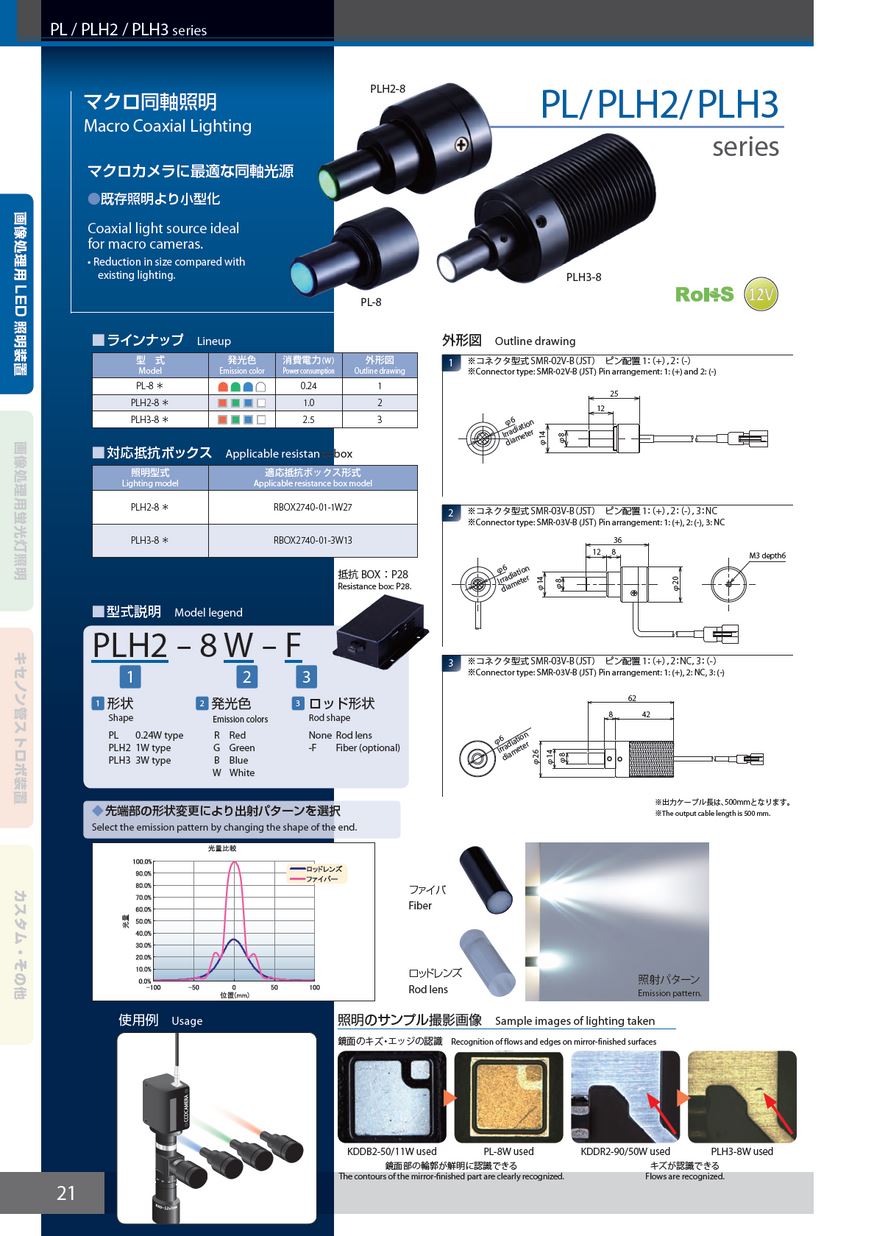 PL / PLH2 / PLH3 series
マクロ同軸照明
Macro Coaxial Lighting
マクロカメラに最適な同軸光源
●既存照明より小型化
Coaxial light source ideal
for macro cameras.
• Reduction in size compared with
existing lighting.
PLH2-8
PL-8
PLH3-8
PL/PLH2/PLH3
series
RoHS
12V
画像処理用LED照明装置
画像処理用蛍光灯照明
キセノン管ストロボ装置
カスタム・その他
■ラインナップ Lineup
型 式 発光色 消費電力(W) 外形図
Model Emission color Power consumption Outline drawing
PL-8 ＊ 0.24 1
PLH2-8 ＊ 1.0 2
PLH3-8 ＊ 2.5 3
■対応抵抗ボックス Applicable resistan box
照明型式 適応抵抗ボックス形式
Lighting model Applicable resistance box model
PLH2-8 ＊ RBOX2740-01-1W27
PLH3-8 ＊ RBOX2740-01-3W13
抵抗 BOX：P28
Resistance box: P28.
■型式説明 Model legend
PLH2 – 8 W – F
1 2 3
1 形状 2 発光色 3 ロッド形状
Shape Emission colors Rod shape
PL 0.24W type R Red None Rod lens
PLH2 1W type G Green -F Fiber (optional)
PLH3 3W type B Blue
W White
◆先端部の形状変更により出射パターンを選択
Select the emission pattern by changing the shape of the end.
光量比較
ロッドレンズ
ファイバー
光量
100.0%
90.0%
80.0%
70.0%
60.0%
50.0%
40.0%
30.0%
20.0%
10.0%
0.0%
-100 -50 0 50 100
位置(mm)
外形図 Outline drawing
1 ※コネクタ型式 SMR-02V-B（JST） ピン配置 1：（+）, 2：（-）
※Connector type: SMR-02V-B (JST) Pin arrangement: 1: (+) and 2: (-)
25
12
φ6
Irradiation
diameter
φ14
φ8
2 ※コネクタ型式 SMR-03V-B（JST） ピン配置 1：（+）, 2：（-）, 3：NC
※Connector type: SMR-03V-B (JST) Pin arrangement: 1: (+), 2: (-), 3: NC
36
12 8
M3 depth6
φ6
Irradiation
diameter
φ14
φ8
φ20
3 ※コネクタ型式 SMR-03V-B（JST） ピン配置 1：（+）, 2：NC, 3：（-）
※Connector type: SMR-03V-B (JST) Pin arrangement: 1: (+), 2: NC, 3: (-)
62
8 42
φ6
Irradiation
diameter
φ26
φ14
φ8
※出力ケーブル長は、500mmとなります。
※The output cable length is 500 mm.
ファイバ
Fiber
ロッドレンズ
Rod lens
照射パターン
Emission pattern.
使用例 Usage
CCDCAMERA
照明のサンプル撮影画像 Sample images of lighting taken
鏡面のキズ・エッジの認識 Recognition of flows and edges on mirror-finished surfaces
KDDB2-50/11W used PL-8W used KDDR2-90/50W used PLH3-8W used
鏡面部の輪郭が鮮明に認識できる キズが認識できる
The contours of the mirror-finished part are clearly recognized. Flows are recognized.
21